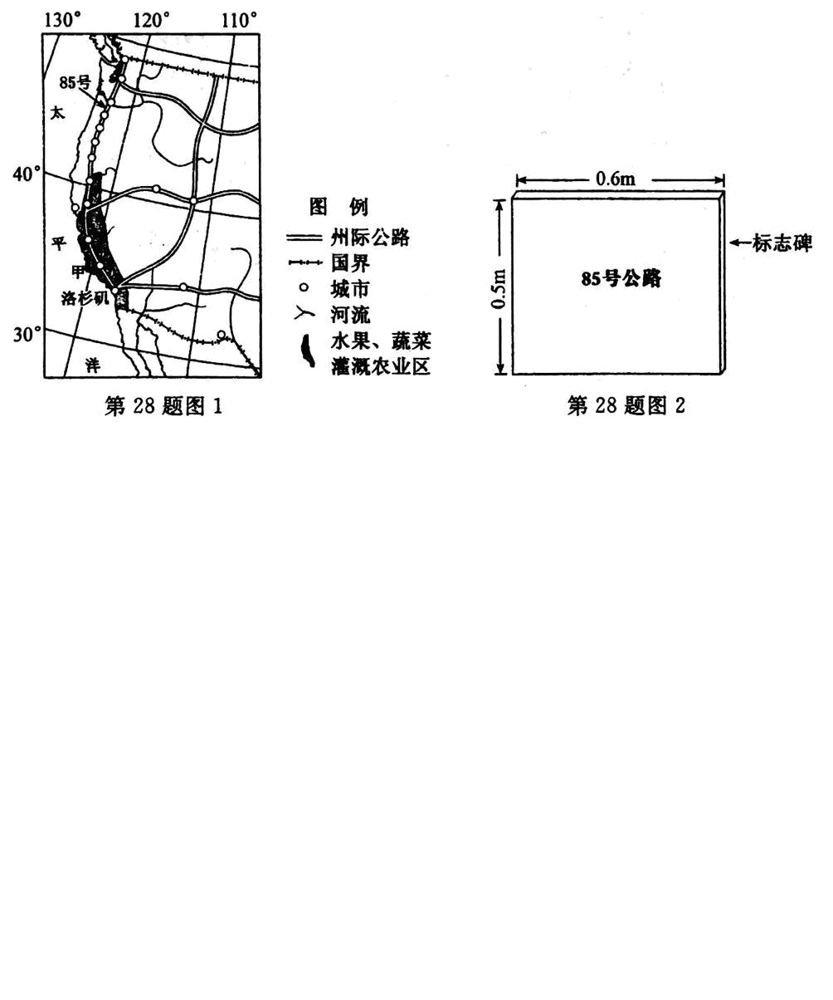 130° 120° 110°
85号
太
40°
平
甲
洛杉矶
30°
洋
第 28 题图 1
图 例
州际公路
国界
城市
河流
水果、蔬菜
灌溉农业区
0.6m
0.5m
85号公路
标志碑
第 28 题图 2